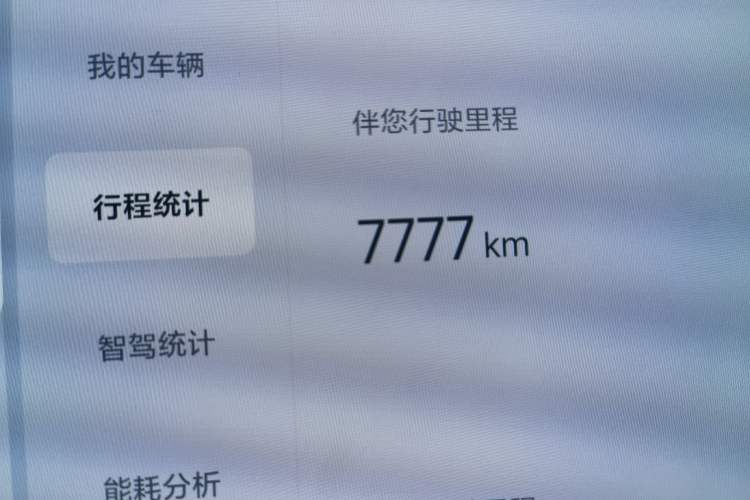 我的车辆
行程统计
智驾统计
能耗分析
伴您行驶里程
7777 km